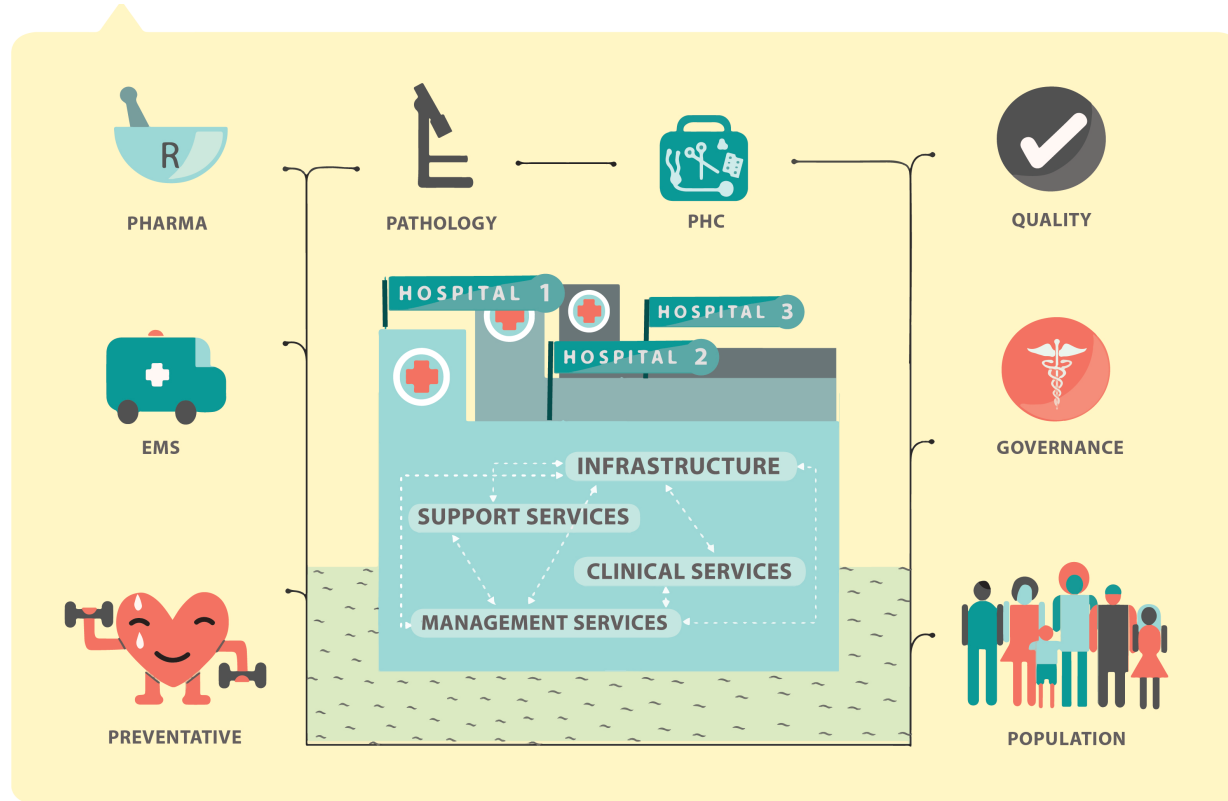 R
PHARMA
PATHOLOGY
PHC
QUALITY
HOSPITAL 1
HOSPITAL 3
HOSPITAL 2
EMS
GOVERNANCE
INFRASTRUCTURE
SUPPORT SERVICES
CLINICAL SERVICES
MANAGEMENT SERVICES
PREVENTATIVE
POPULATION